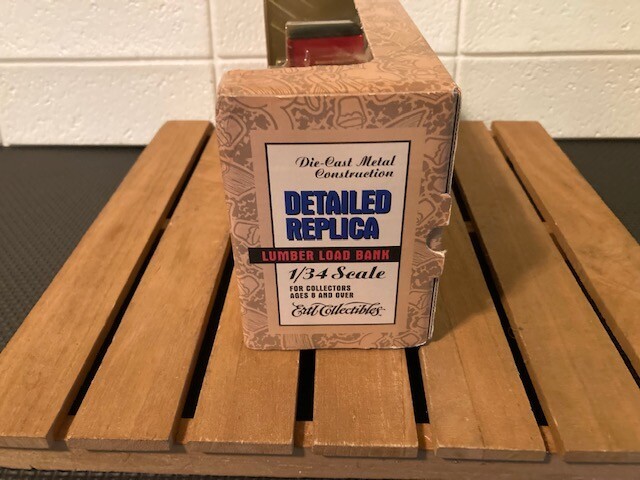 Die-Cast Metal
Construction
DETAILED
REPLICA
LUMBER LOAD BANK
1/34 Scale
FOR COLLECTORS
AGES 8 AND OVER
Ertl Collectibles™